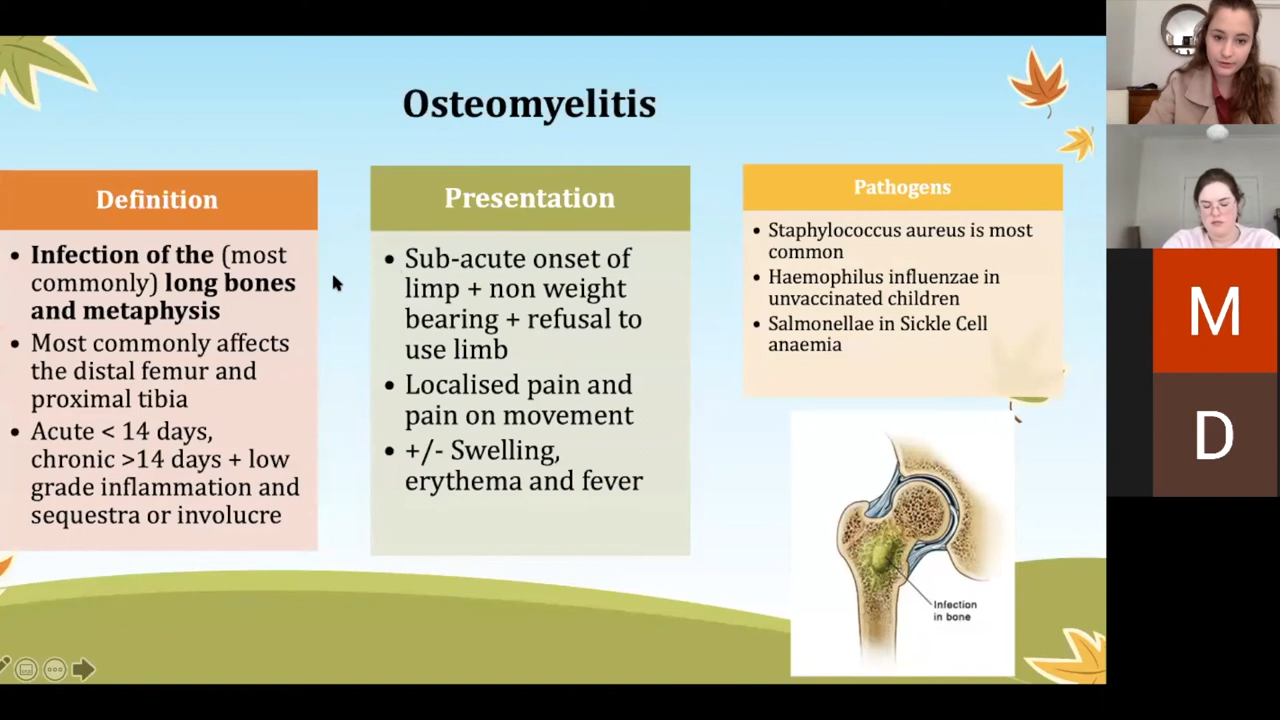 Osteomyelitis
Definition
• Infection of the (most
commonly) long bones
and metaphysis
• Most commonly affects
the distal femur and
proximal tibia
• Acute < 14 days,
chronic >14 days + low
grade inflammation and
sequestra or involucre
Presentation
• Sub-acute onset of
limp + non weight
bearing + refusal to
use limb
• Localised pain and
pain on movement
• +/- Swelling,
erythema and fever
Pathogens
• Staphylococcus aureus is most
common
• Haemophilus influenzae in
unvaccinated children
• Salmonellae in Sickle Cell
anaemia
Infection
in bone
M
D